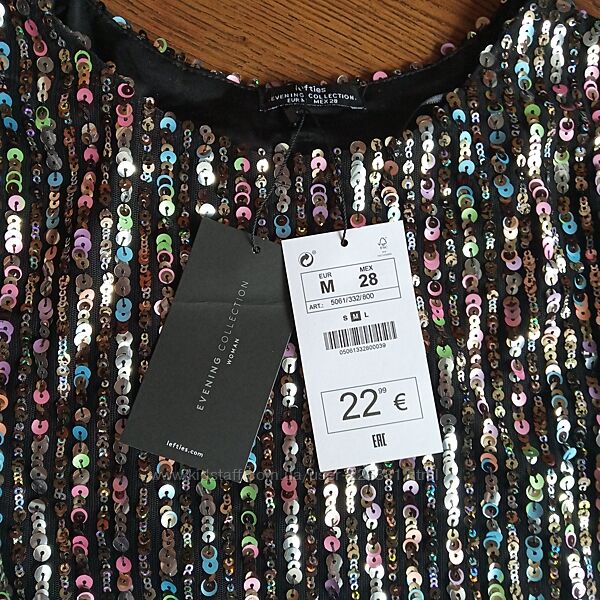 lefties
EVENING COLLECTION.
EUR M MEX 28
EVENING COLLECTION
WOMAN
lefties.com
EUR
M
MEX
28
ART.: 5061/332/800
S M L
05061332800039
22,99 €
EAC